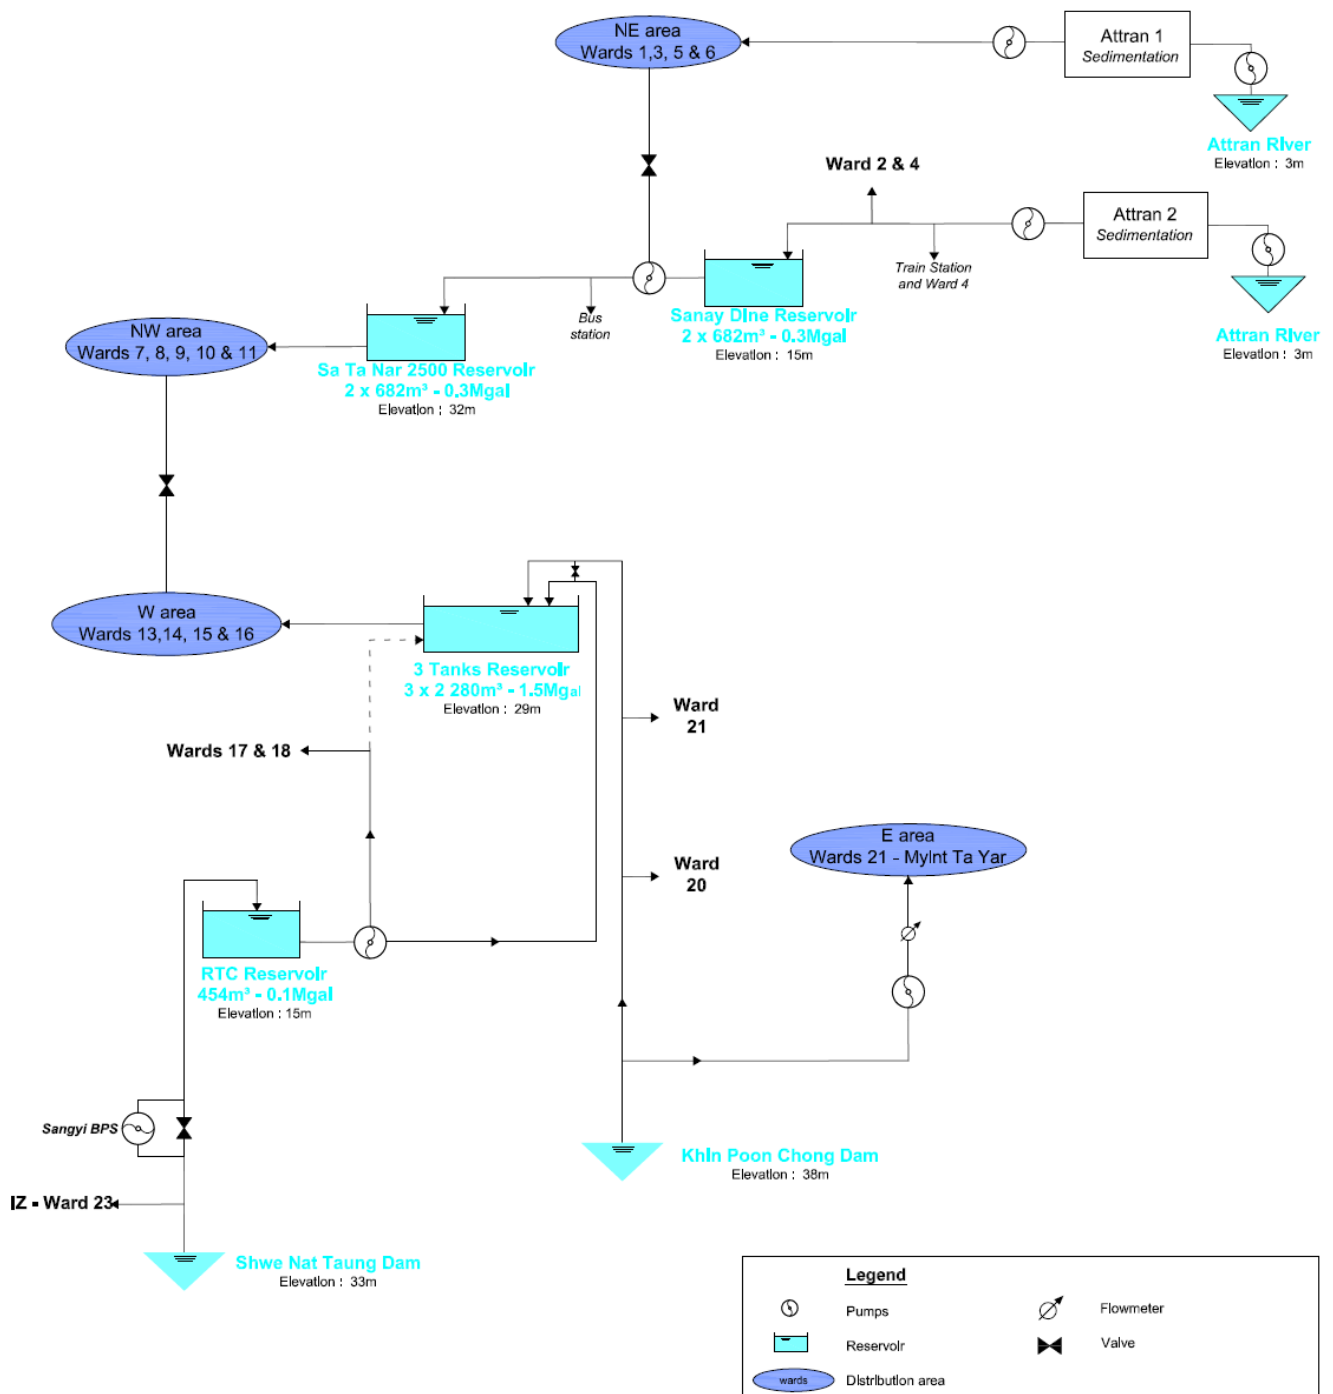 NE area
Wards 1,3, 5 & 6
Attran 1
Sedimentation
Attran River
Elevation : 3m
Ward 2 & 4
Attran 2
Sedimentation
Train Station
and Ward 4
Attran River
Elevation : 3m
Sanay Dine Reservoir
2 x 682m³ - 0.3Mgal
Elevation : 15m
Bus
station
NW area
Wards 7, 8, 9, 10 & 11
Sa Ta Nar 2500 Reservoir
2 x 682m³ - 0.3Mgal
Elevation : 32m
W area
Wards 13,14, 15 & 16
3 Tanks Reservoir
3 x 2 280m³ - 1.5Mgal
Elevation : 29m
Ward
21
Wards 17 & 18
E area
Wards 21 - Myint Ta Yar
Ward
20
RTC Reservoir
454m³ - 0.1Mgal
Elevation : 15m
Sangyi BPS
Khin Poon Chong Dam
Elevation : 38m
IZ - Ward 23
Shwe Nat Taung Dam
Elevation : 33m
Legend
Pumps
Flowmeter
Reservoir
Valve
wards
Distribution area